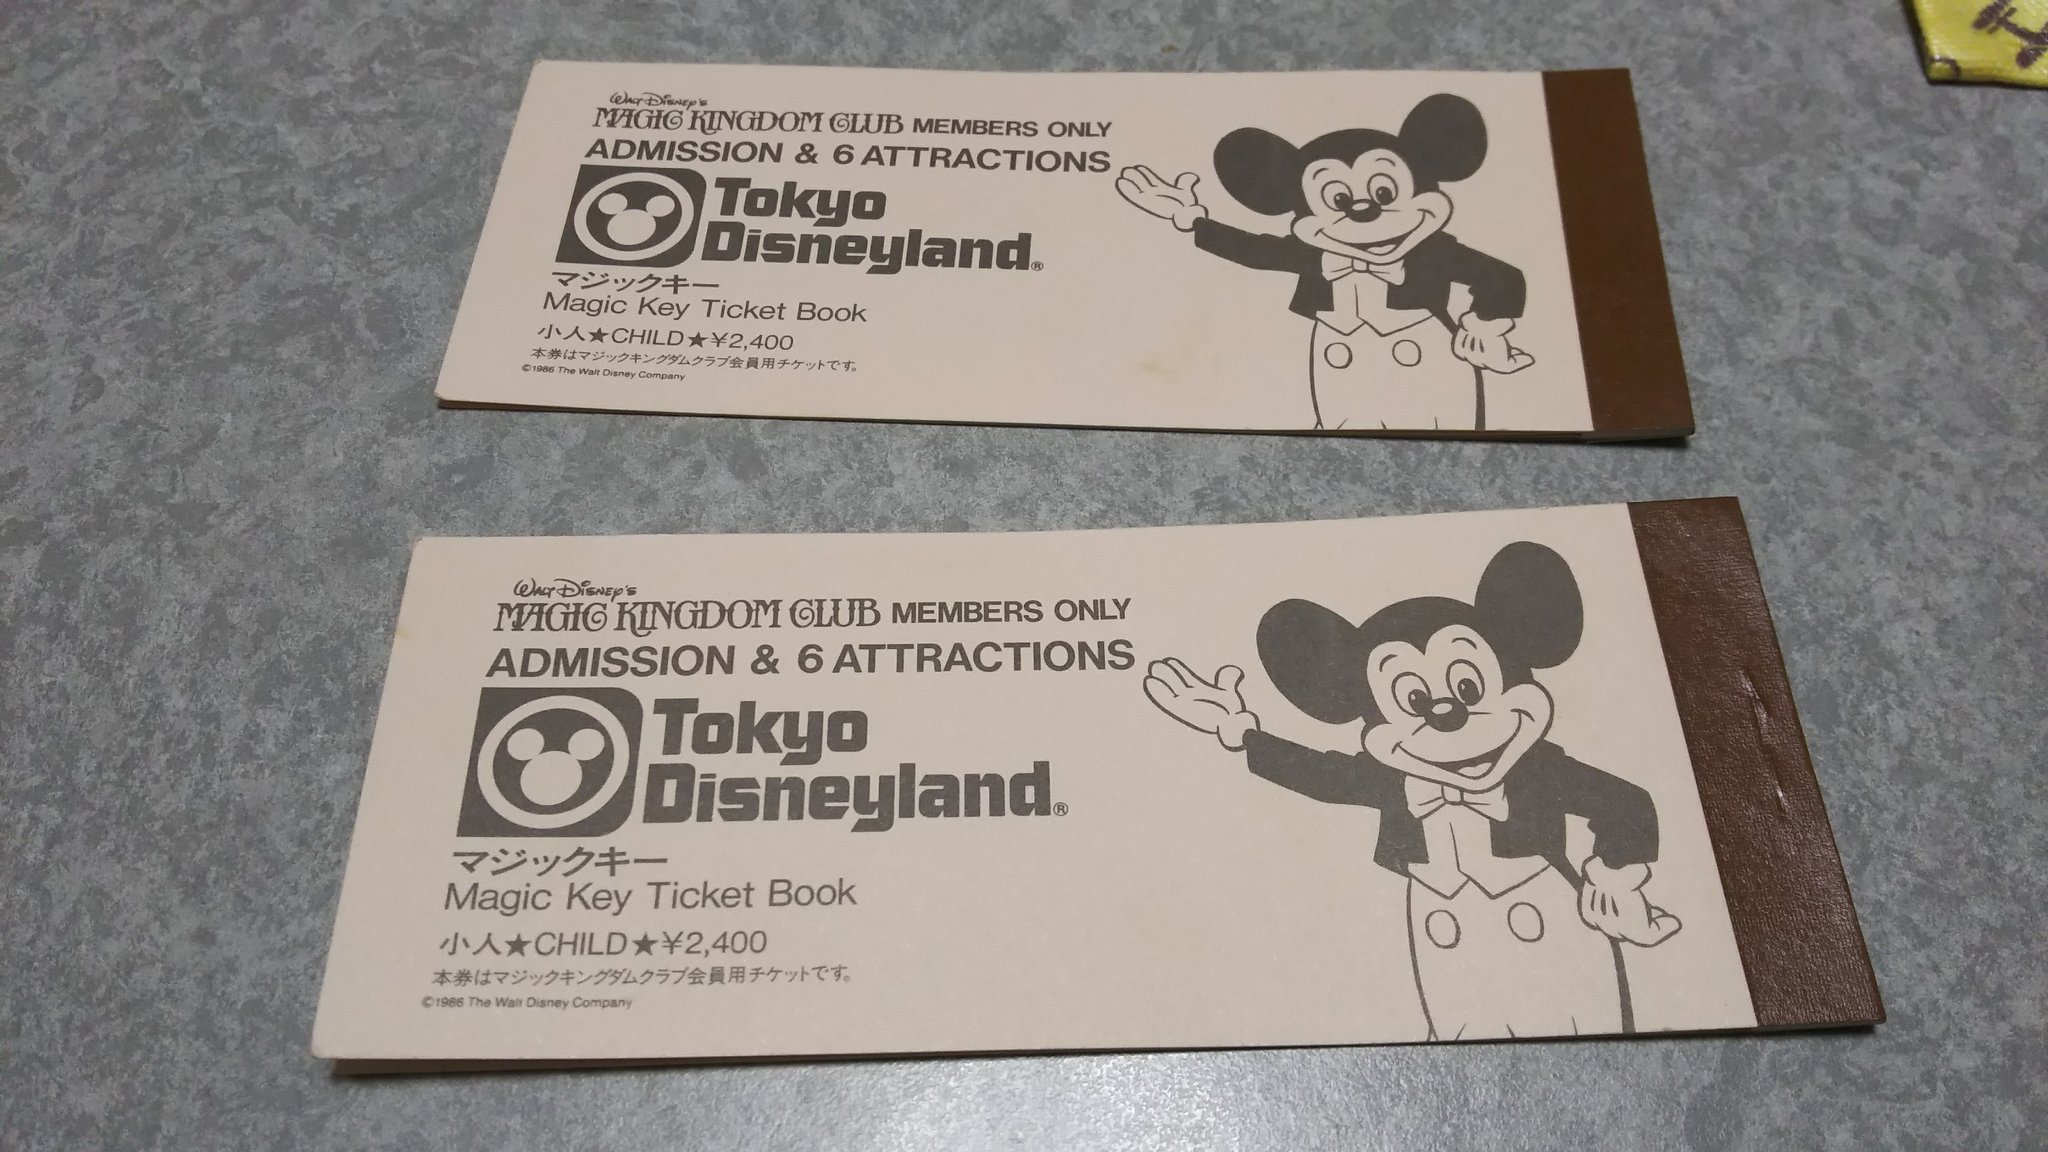 WALT DISNEY'S
MAGIC KINGDOM CLUB MEMBERS ONLY
ADMISSION & 6 ATTRACTIONS
Tokyo
Disneyland®
マジックキー
Magic Key Ticket Book
小人★CHILD★¥2,400
本券はマジックキングダムクラブ会員用チケットです。
©1986 The Walt Disney Company
WALT DISNEY'S
MAGIC KINGDOM CLUB MEMBERS ONLY
ADMISSION & 6 ATTRACTIONS
Tokyo
Disneyland®
マジックキー
Magic Key Ticket Book
小人★CHILD★¥2,400
本券はマジックキングダムクラブ会員用チケットです。
©1986 The Walt Disney Company